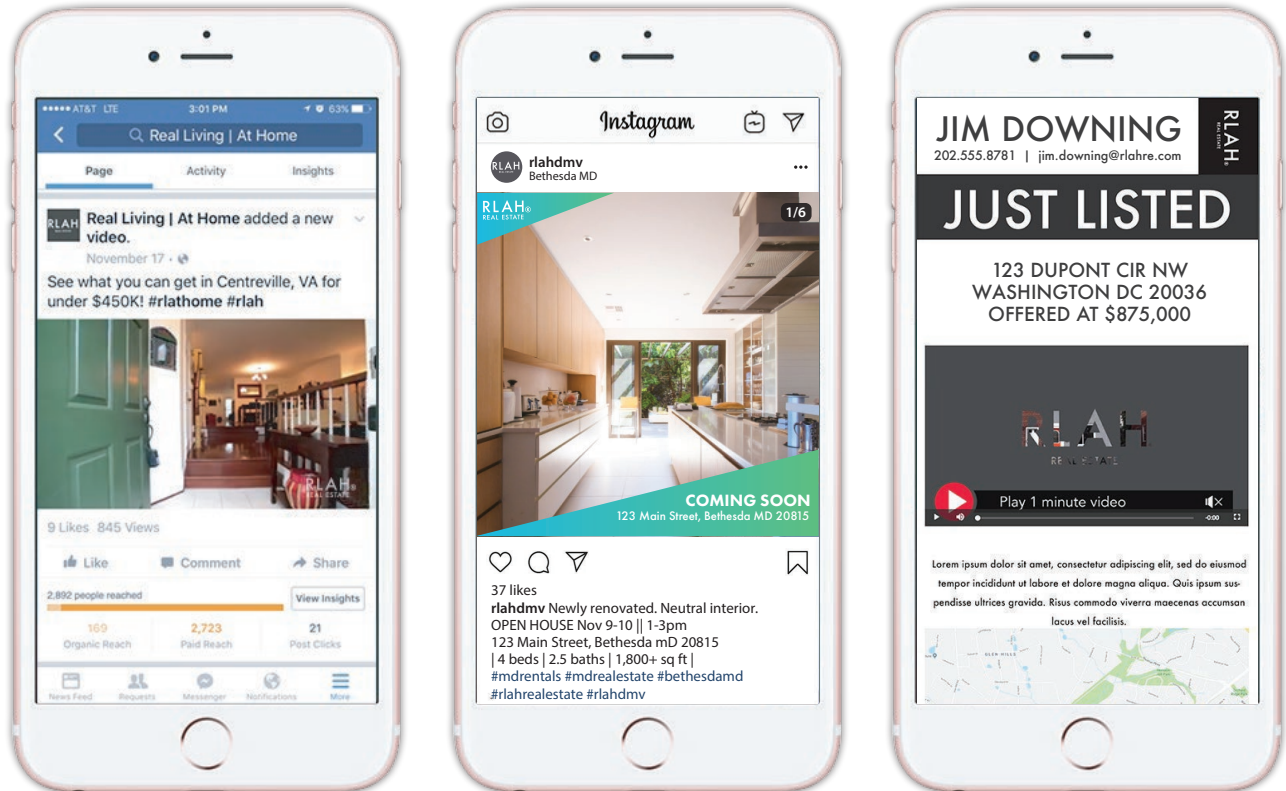 ●●●●● AT&T LTE 3:01 PM 63%
Real Living | At Home
Page Activity Insights
RLAH
Real Living | At Home added a new
video.
November 17 ·
See what you can get in Centreville, VA for
under $450K! #rlathome #rlah
RLAH®
REAL ESTATE
9 Likes 845 Views
Like Comment Share
2,892 people reached
View Insights
169 2,723 21
Organic Reach Paid Reach Post Clicks
News Feed Requests Messenger Notifications More
Instagram
RLAH
rlahdmv
Bethesda MD
RLAH®
REAL ESTATE
1/6
COMING SOON
123 Main Street, Bethesda MD 20815
37 likes
rlahdmv Newly renovated. Neutral interior.
OPEN HOUSE Nov 9-10 || 1-3pm
123 Main Street, Bethesda mD 20815
| 4 beds | 2.5 baths | 1,800+ sq ft |
#mdrentals #mdrealestate #bethesdamd
#rlahrealestate #rlahdmv
JIM DOWNING
202.555.8781 | jim.downing@rlahre.com
RLAH®
REAL ESTATE
JUST LISTED
123 DUPONT CIR NW
WASHINGTON DC 20036
OFFERED AT $875,000
RLAH
REAL ESTATE
Play 1 minute video
-0:00
Lorem ipsum dolor sit amet, consectetur adipiscing elit, sed do eiusmod
tempor incididunt ut labore et dolore magna aliqua. Quis ipsum sus-
pendisse ultrices gravida. Risus commodo viverra maecenas accumsan
lacus vel facilisis.
GLEN HILLS